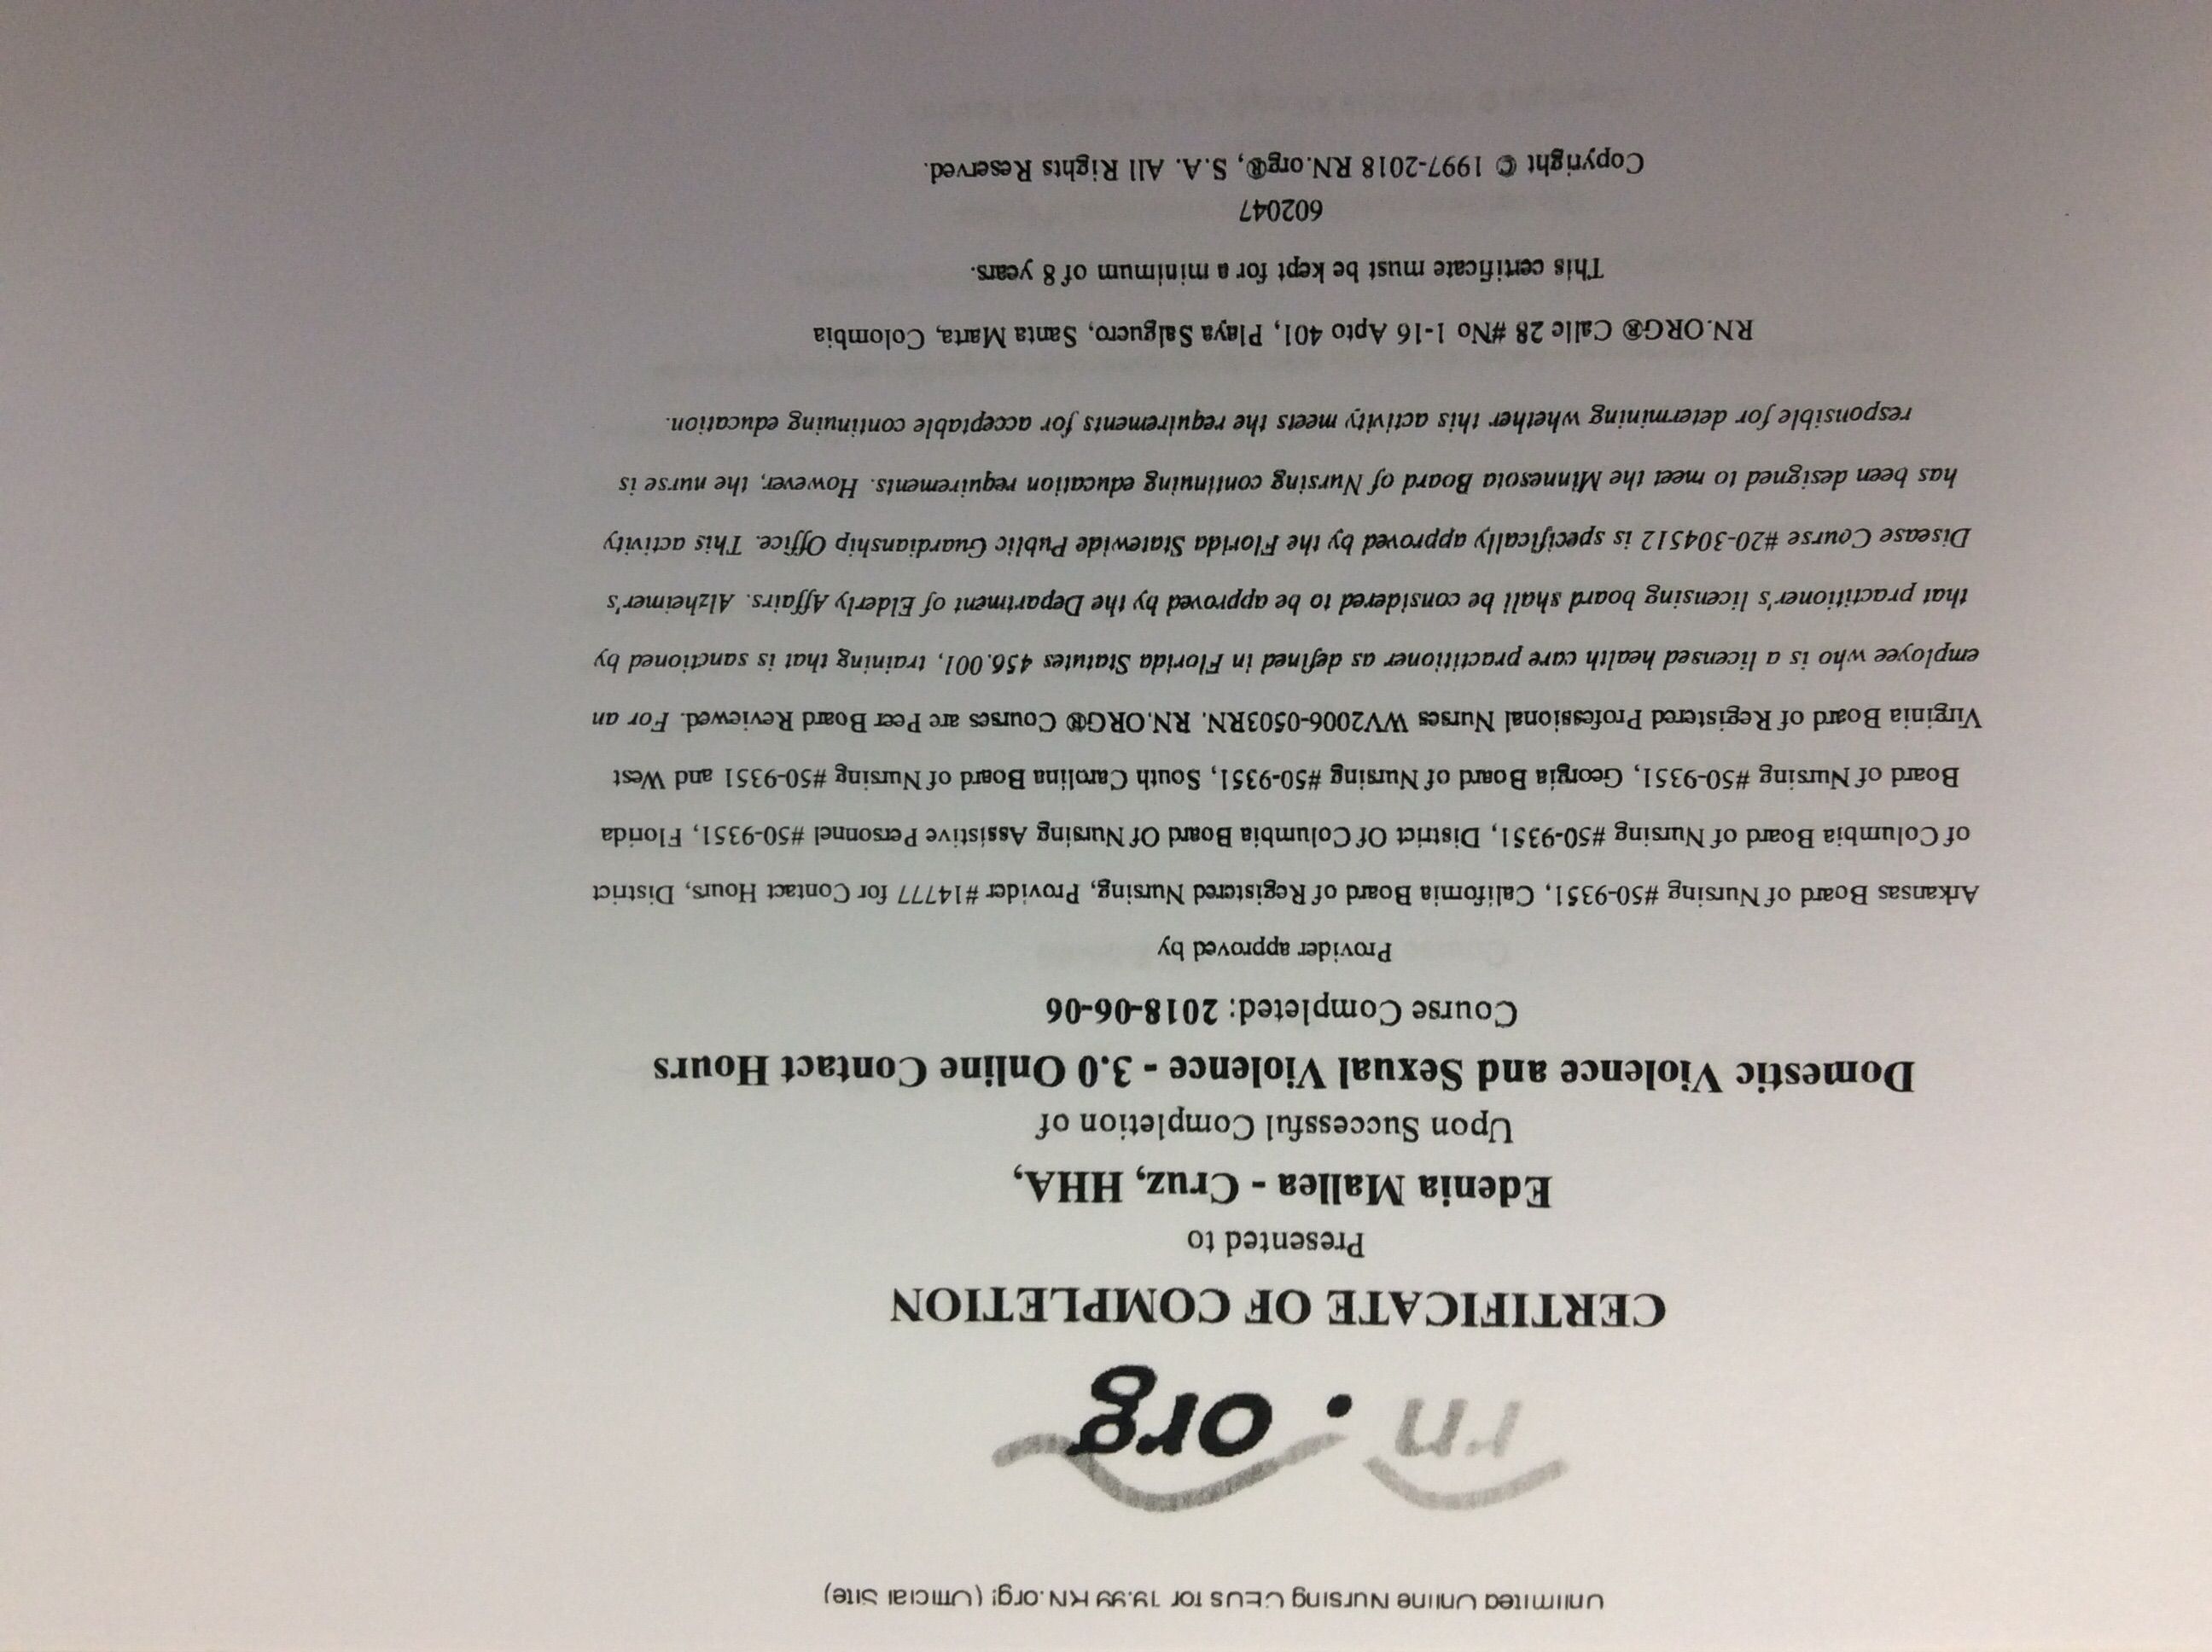 Unlimited Online Nursing CEUs for 19.99 RN.org! (Official Site)
rn.org
CERTIFICATE OF COMPLETION
Presented to
Edenia Mallea - Cruz, HHA,
Upon Successful Completion of
Domestic Violence and Sexual Violence - 3.0 Online Contact Hours
Course Completed: 2018-06-06
Provider approved by
Arkansas Board of Nursing #50-9351, California Board of Registered Nursing, Provider #14777 for Contact Hours, District
of Columbia Board of Nursing #50-9351, District Of Columbia Board Of Nursing Assistive Personnel #50-9351, Florida
Board of Nursing #50-9351, Georgia Board of Nursing #50-9351, South Carolina Board of Nursing #50-9351 and West
Virginia Board of Registered Professional Nurses WV2006-0503RN. RN.ORG® Courses are Peer Board Reviewed. For an
employee who is a licensed health care practitioner as defined in Florida Statutes 456.001, training that is sanctioned by
that practitioner's licensing board shall be considered to be approved by the Department of Elderly Affairs. Alzheimer's
Disease Course #20-304512 is specifically approved by the Florida Statewide Public Guardianship Office. This activity
has been designed to meet the Minnesota Board of Nursing continuing education requirements. However, the nurse is
responsible for determining whether this activity meets the requirements for acceptable continuing education.
RN.ORG® Calle 28 #No 1-16 Apto 401, Playa Salguero, Santa Marta, Colombia
This certificate must be kept for a minimum of 8 years.
602047
Copyright © 1997-2018 RN.org®, S.A. All Rights Reserved.